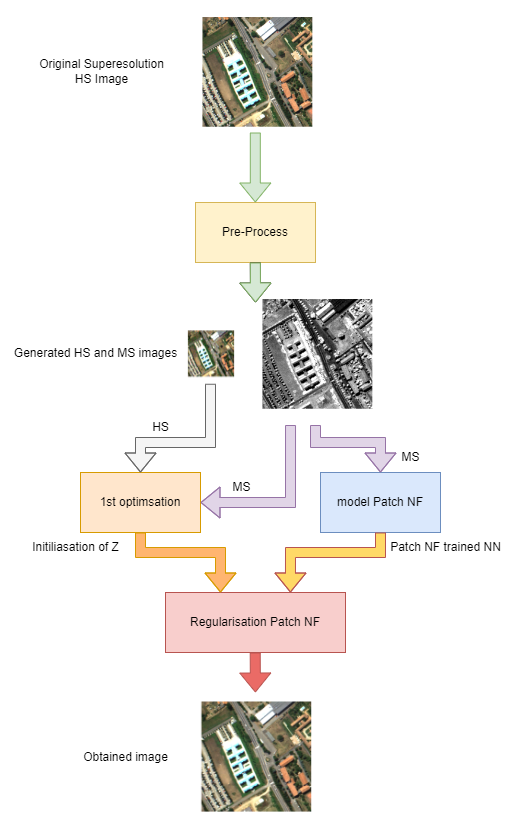 Original Superesolution
HS Image
Pre-Process
Generated HS and MS images
HS
MS
MS
1st optimsation
model Patch NF
Initiliasation of Z
Patch NF trained NN
Regularisation Patch NF
Obtained image